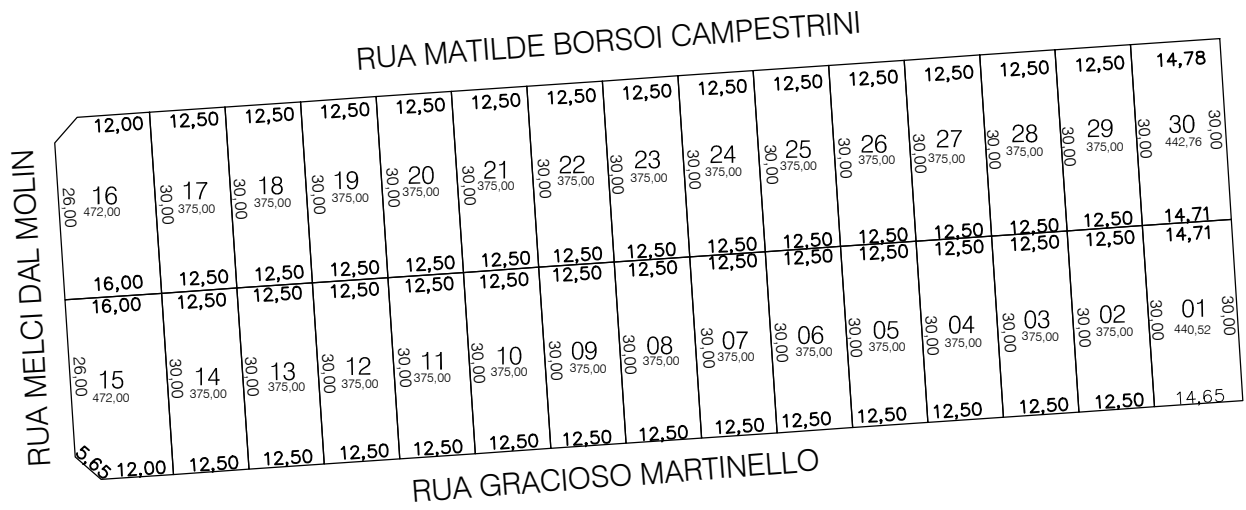 RUA MATILDE BORSOI CAMPESTRINI
12,00 12,50 12,50 12,50 12,50 12,50 12,50 12,50 12,50 12,50 12,50 12,50 12,50 12,50 14,78
RUA MELCI DAL MOLIN
26,00 16 30,00 17 30,00 18 30,00 19 30,00 20 30,00 21 30,00 22 30,00 23 30,00 24 30,00 25 30,00 26 30,00 27 30,00 28 30,00 29 30,00 30 30,00
472,00 375,00 375,00 375,00 375,00 375,00 375,00 375,00 375,00 375,00 375,00 375,00 375,00 375,00 442,76
16,00 12,50 12,50 12,50 12,50 12,50 12,50 12,50 12,50 12,50 12,50 12,50 12,50 12,50 14,71
16,00 12,50 12,50 12,50 12,50 12,50 12,50 12,50 12,50 12,50 12,50 12,50 12,50 12,50 14,71
26,00 15 30,00 14 30,00 13 30,00 12 30,00 11 30,00 10 30,00 09 30,00 08 30,00 07 30,00 06 30,00 05 30,00 04 30,00 03 30,00 02 30,00 01 30,00
472,00 375,00 375,00 375,00 375,00 375,00 375,00 375,00 375,00 375,00 375,00 375,00 375,00 375,00 440,52
5,65 12,00 12,50 12,50 12,50 12,50 12,50 12,50 12,50 12,50 12,50 12,50 12,50 12,50 12,50 14,65
RUA GRACIOSO MARTINELLO